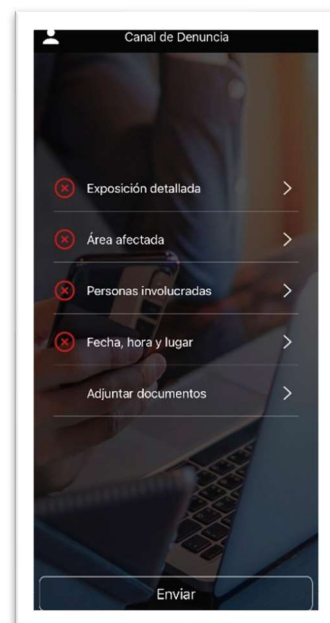 Canal de Denuncia
Exposición detallada
Área afectada
Personas involucradas
Fecha, hora y lugar
Adjuntar documentos
Enviar